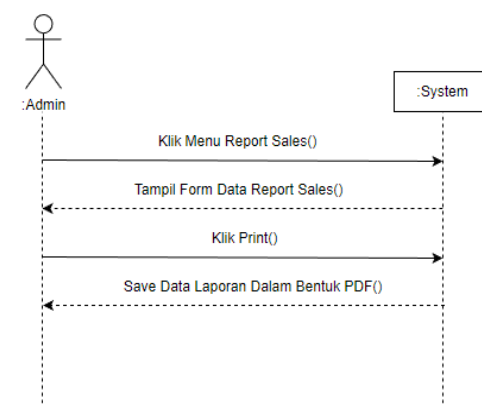 :Admin
:System
Klik Menu Report Sales()
Tampil Form Data Report Sales()
Klik Print()
Save Data Laporan Dalam Bentuk PDF()